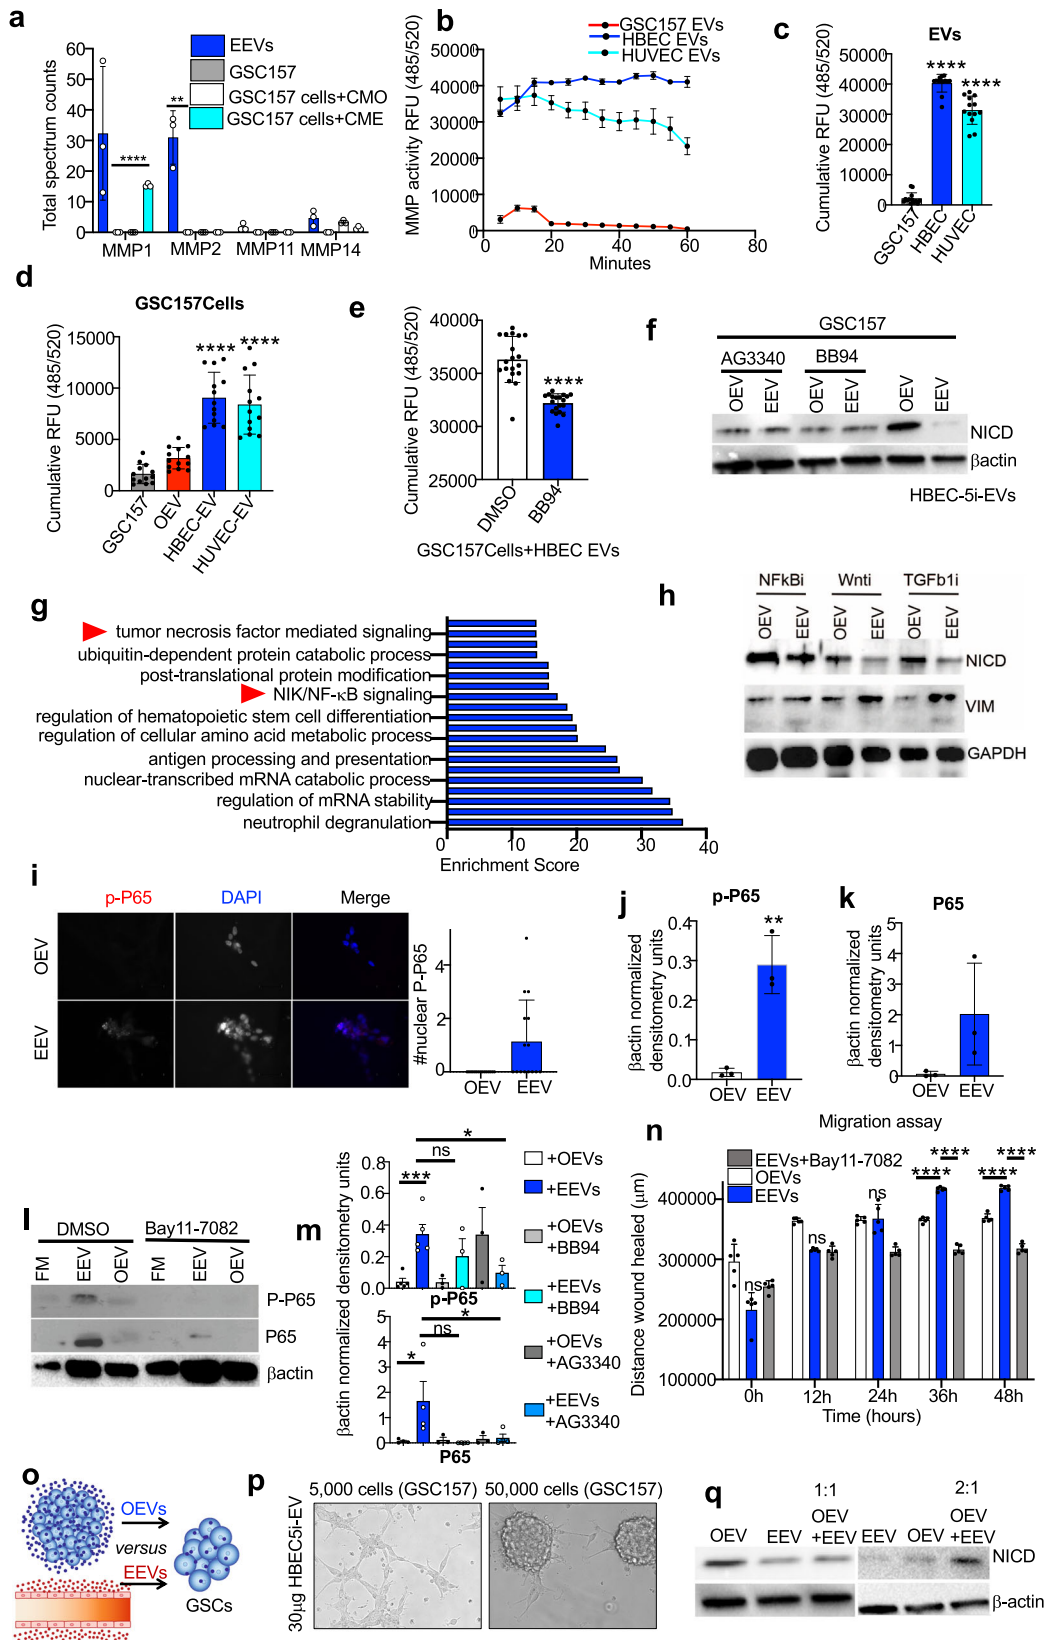 a
Total spectrum counts
60
50
40
30
20
10
0
EEVs
GSC157
GSC157 cells+CMO
GSC157 cells+CME
**
****
MMP1
MMP2
MMP11
MMP14
b
MMP activity RFU (485/520)
50000
40000
30000
20000
10000
0
GSC157 EVs
HBEC EVs
HUVEC EVs
0
20
40
60
80
Minutes
c
EVs
Cumulative RFU (485/520)
50000
40000
30000
20000
10000
0
****
****
GSC157
HBEC
HUVEC
d
GSC157Cells
Cumulative RFU (485/520)
15000
10000
5000
0
****
****
GSC157
OEV
HBEC-EV
HUVEC-EV
e
Cumulative RFU (485/520)
40000
35000
30000
25000
****
DMSO
BB94
GSC157Cells+HBEC EVs
f
GSC157
AG3340
BB94
OEV
EEV
OEV
EEV
OEV
EEV
NICD
βactin
HBEC-5i-EVs
g
tumor necrosis factor mediated signaling
ubiquitin-dependent protein catabolic process
post-translational protein modification
NIK/NF-κB signaling
regulation of hematopoietic stem cell differentiation
regulation of cellular amino acid metabolic process
antigen processing and presentation
nuclear-transcribed mRNA catabolic process
regulation of mRNA stability
neutrophil degranulation
0
10
20
30
40
Enrichment Score
h
NFkBi
Wnti
TGFb1i
OEV
EEV
OEV
EEV
OEV
EEV
NICD
VIM
GAPDH
i
p-P65
DAPI
Merge
OEV
EEV
#nuclear P-P65
4
2
0
OEV
EEV
j
p-P65
βactin normalized
densitometry units
0.4
0.3
0.2
0.1
0.0
**
OEV
EEV
k
P65
βactin normalized
densitometry units
5
4
3
2
1
0
OEV
EEV
l
DMSO
Bay11-7082
FM
EEV
OEV
FM
EEV
OEV
P-P65
P65
βactin
m
βactin normalized densitometry units
0.8
0.6
0.4
0.2
0.0
*
ns
***
p-P65
5
4
3
2
1
0
*
ns
*
P65
+OEVs
+EEVs
+OEVs
+BB94
+EEVs
+BB94
+OEVs
+AG3340
+EEVs
+AG3340
n
Migration assay
EEVs+Bay11-7082
OEVs
EEVs
Distance wound healed (μm)
400000
300000
200000
100000
ns
ns
ns
****
****
****
****
0h
12h
24h
36h
48h
Time (hours)
o
OEVs
versus
EEVs
GSCs
p
5,000 cells (GSC157)
50,000 cells (GSC157)
30μg HBEC5i-EV
q
1:1
2:1
OEV
EEV
OEV
+EEV
EEV
OEV
OEV
+EEV
NICD
β-actin